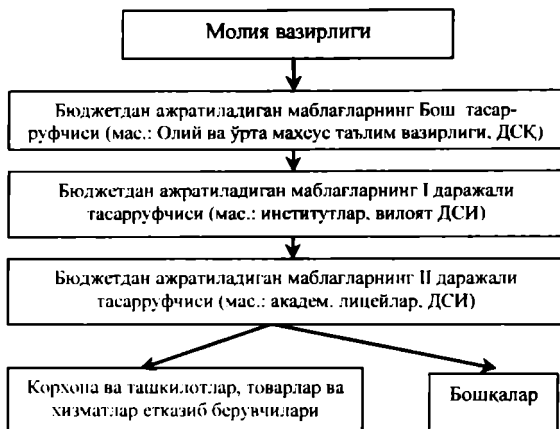 Молия вазирлиги
Бюджетдан ажратиладиган маблағларнинг Бош тасар-
руфчиси (мас.: Олий ва ўрта махсус таълим вазирлиги, ДСҚ)
Бюджетдан ажратиладиган маблағларнинг I даражали
тасарруфчиси (мас.: институтлар, вилоят ДСИ)
Бюджетдан ажратиладиган маблағларнинг II даражали
тасарруфчиси (мас.: академ. лицейлар, ДСИ)
Корхона ва ташкилотлар, товарлар ва
хизматлар етказиб берувчилари
Бошқалар